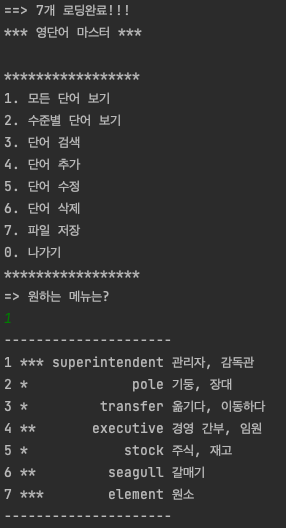 ==> 7개 로딩완료!!!
*** 영단어 마스터 ***
*****************
1. 모든 단어 보기
2. 수준별 단어 보기
3. 단어 검색
4. 단어 추가
5. 단어 수정
6. 단어 삭제
7. 파일 저장
0. 나가기
*****************
=> 원하는 메뉴는?
1
---------------------
1 *** superintendent 관리자, 감독관
2 *             pole 기둥, 장대
3 *         transfer 옮기다, 이동하다
4 **       executive 경영 간부, 임원
5 *            stock 주식, 재고
6 **         seagull 갈매기
7 ***        element 원소
---------------------